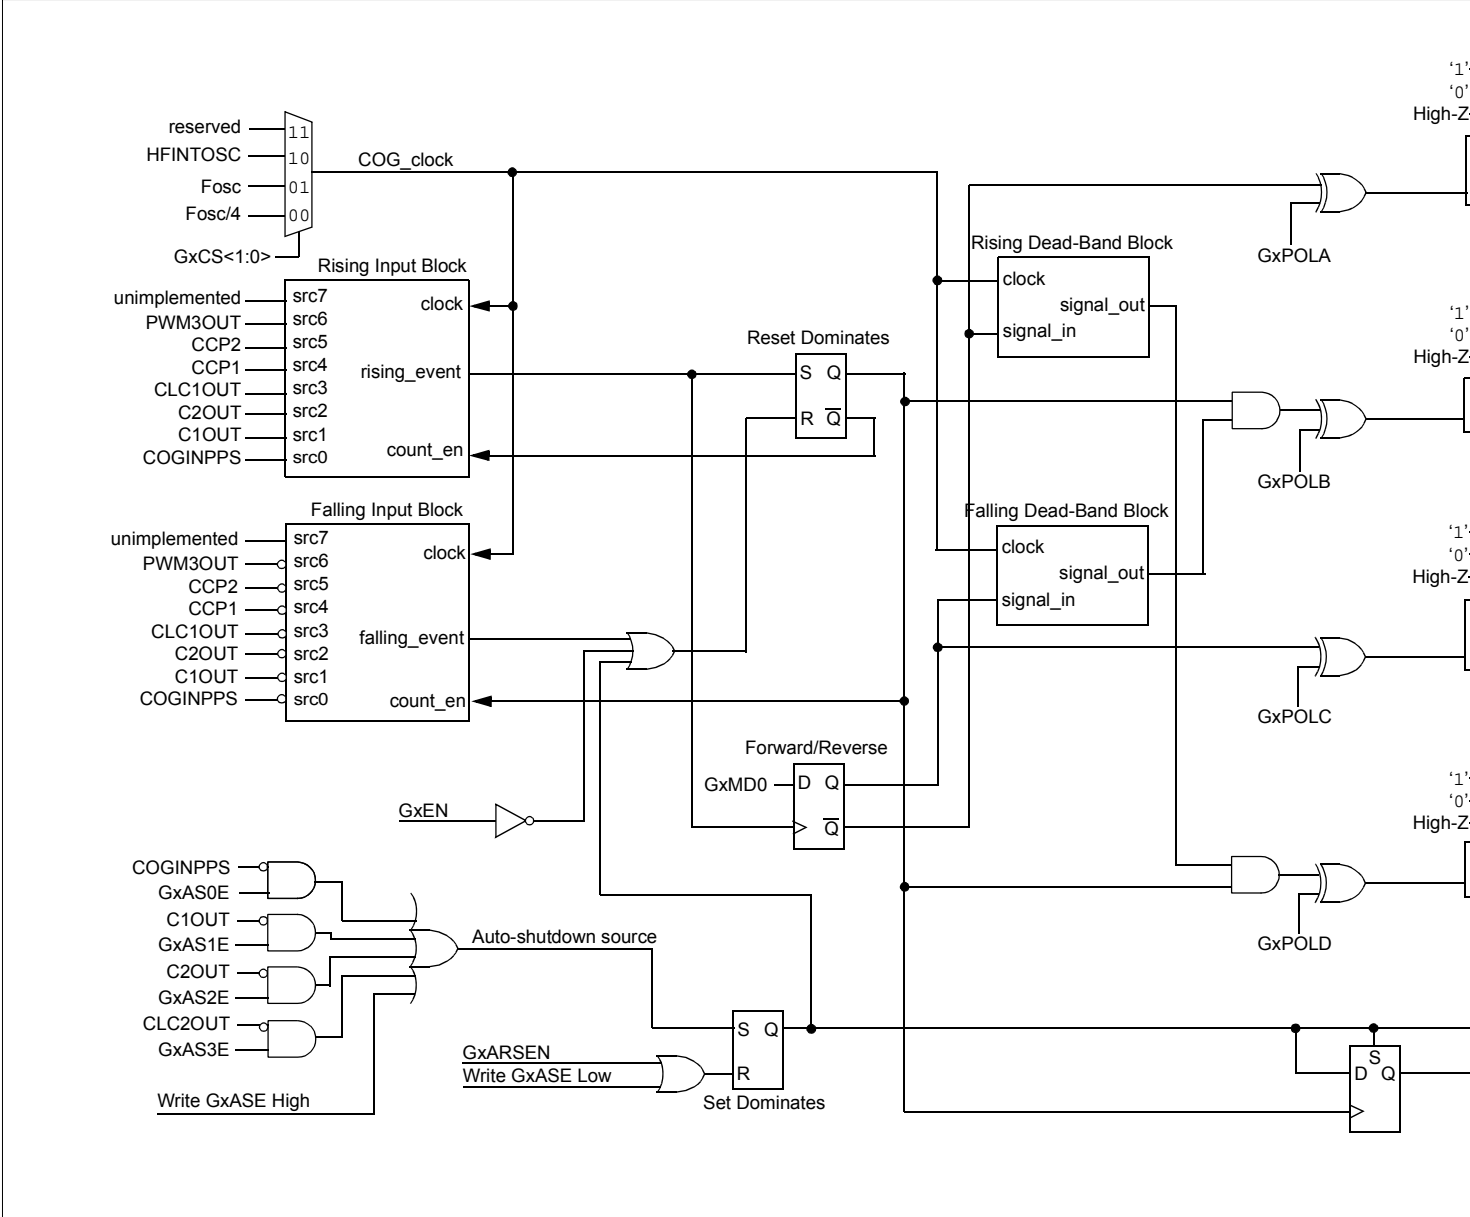 reserved
HFINTOSC
Fosc
Fosc/4
11
10
01
00
GxCS<1:0>
COG_clock
Rising Input Block
unimplemented
PWM3OUT
CCP2
CCP1
CLC1OUT
C2OUT
C1OUT
COGINPPS
src7
src6
src5
src4
src3
src2
src1
src0
clock
rising_event
count_en
Falling Input Block
unimplemented
PWM3OUT
CCP2
CCP1
CLC1OUT
C2OUT
C1OUT
COGINPPS
src7
src6
src5
src4
src3
src2
src1
src0
clock
falling_event
count_en
Reset Dominates
S Q
R Q̅
Rising Dead-Band Block
clock
signal_out
signal_in
Falling Dead-Band Block
clock
signal_out
signal_in
Forward/Reverse
GxMD0
D Q
Q̅
GxEN
COGINPPS
GxAS0E
C1OUT
GxAS1E
C2OUT
GxAS2E
CLC2OUT
GxAS3E
Write GxASE High
Auto-shutdown source
GxARSEN
Write GxASE Low
S Q
R
Set Dominates
S
D Q
‘1’
‘0’
High-Z
GxPOLA
‘1’
‘0’
High-Z
GxPOLB
‘1’
‘0’
High-Z
GxPOLC
‘1’
‘0’
High-Z
GxPOLD